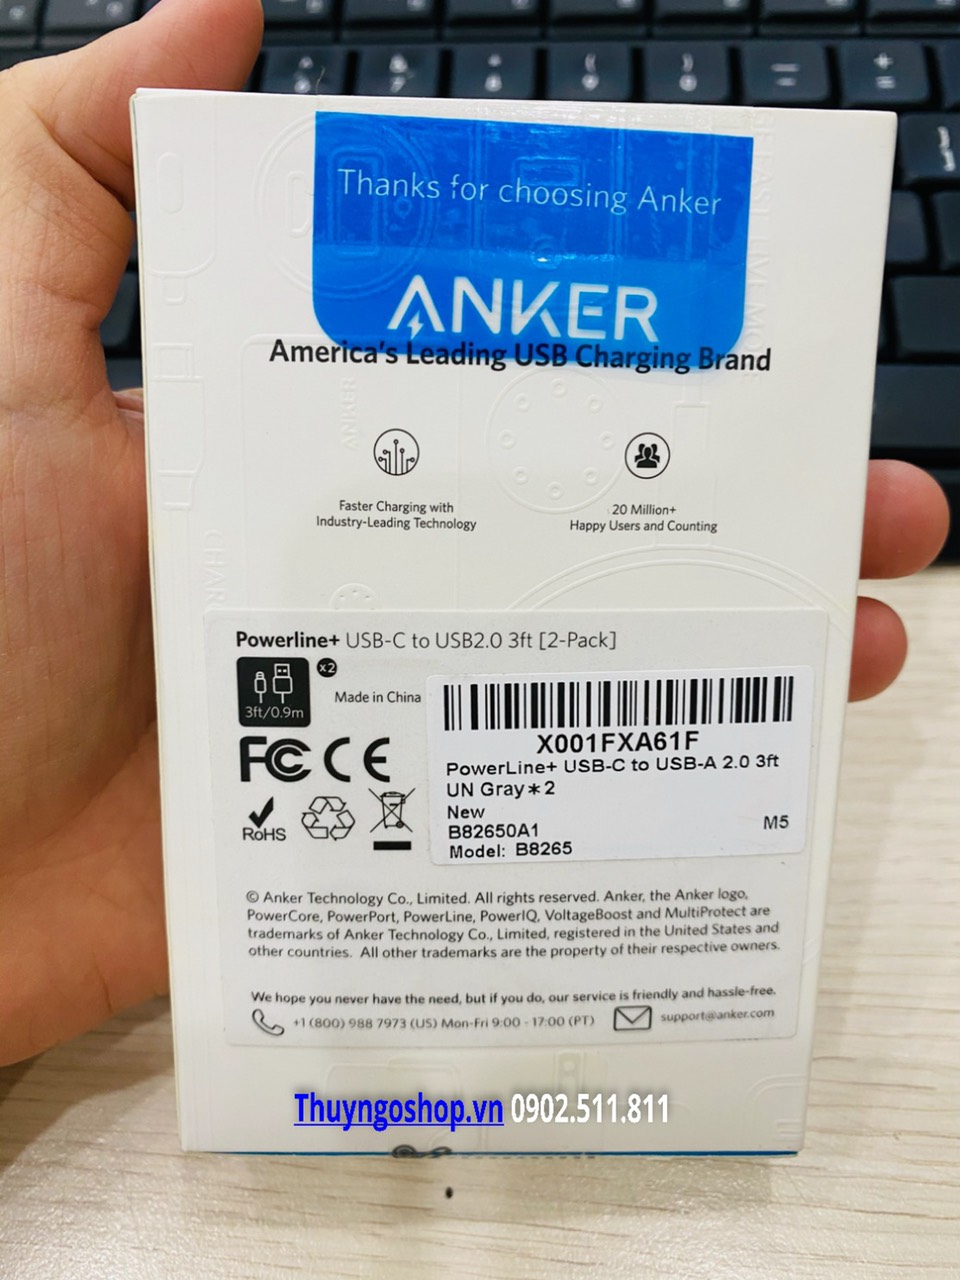 Thanks for choosing Anker
ANKER
America's Leading USB Charging Brand
ANKER
Faster Charging with
Industry-Leading Technology
20 Million+
Happy Users and Counting
Powerline+ USB-C to USB2.0 3ft [2-Pack]
x2
3ft/0.9m
Made in China
FC CE
RoHS
X001FXA61F
PowerLine+ USB-C to USB-A 2.0 3ft
UN Gray*2
New
B82650A1
M5
Model: B8265
© Anker Technology Co., Limited. All rights reserved. Anker, the Anker logo,
PowerCore, PowerPort, PowerLine, PowerIQ, VoltageBoost and MultiProtect are
trademarks of Anker Technology Co., Limited, registered in the United States and
other countries. All other trademarks are the property of their respective owners.
We hope you never have the need, but if you do, our service is friendly and hassle-free.
+1 (800) 988 7973 (US) Mon-Fri 9:00 - 17:00 (PT)
support@anker.com
Thuyngoshop.vn 0902.511.811